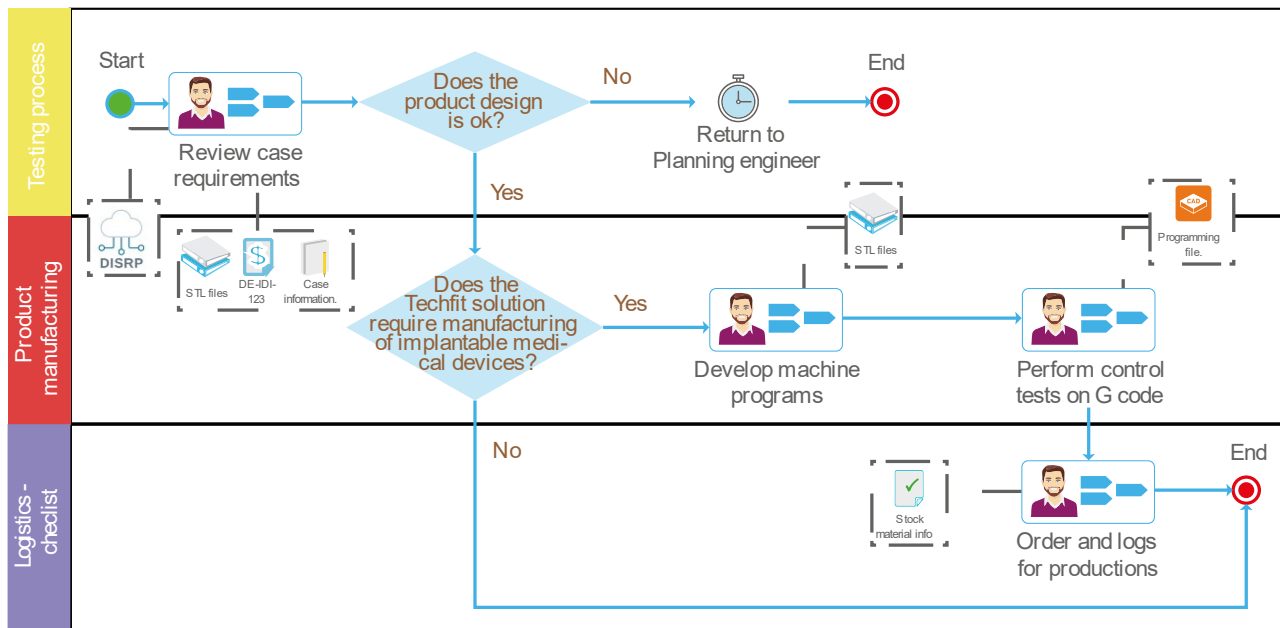 Testing process
Start
Review case
requirements
Does the
product design
is ok?
No
Return to
Planning engineer
End
Yes
DISRP
STL files
DE-IDI-
123
Case
information.
STL files
CAD
Programming
file.
Product
manufacturing
Does the
Techfit solution
require manufacturing
of implantable medi-
cal devices?
Yes
Develop machine
programs
Perform control
tests on G code
No
Logistics -
checlist
Stock
material info
Order and logs
for productions
End